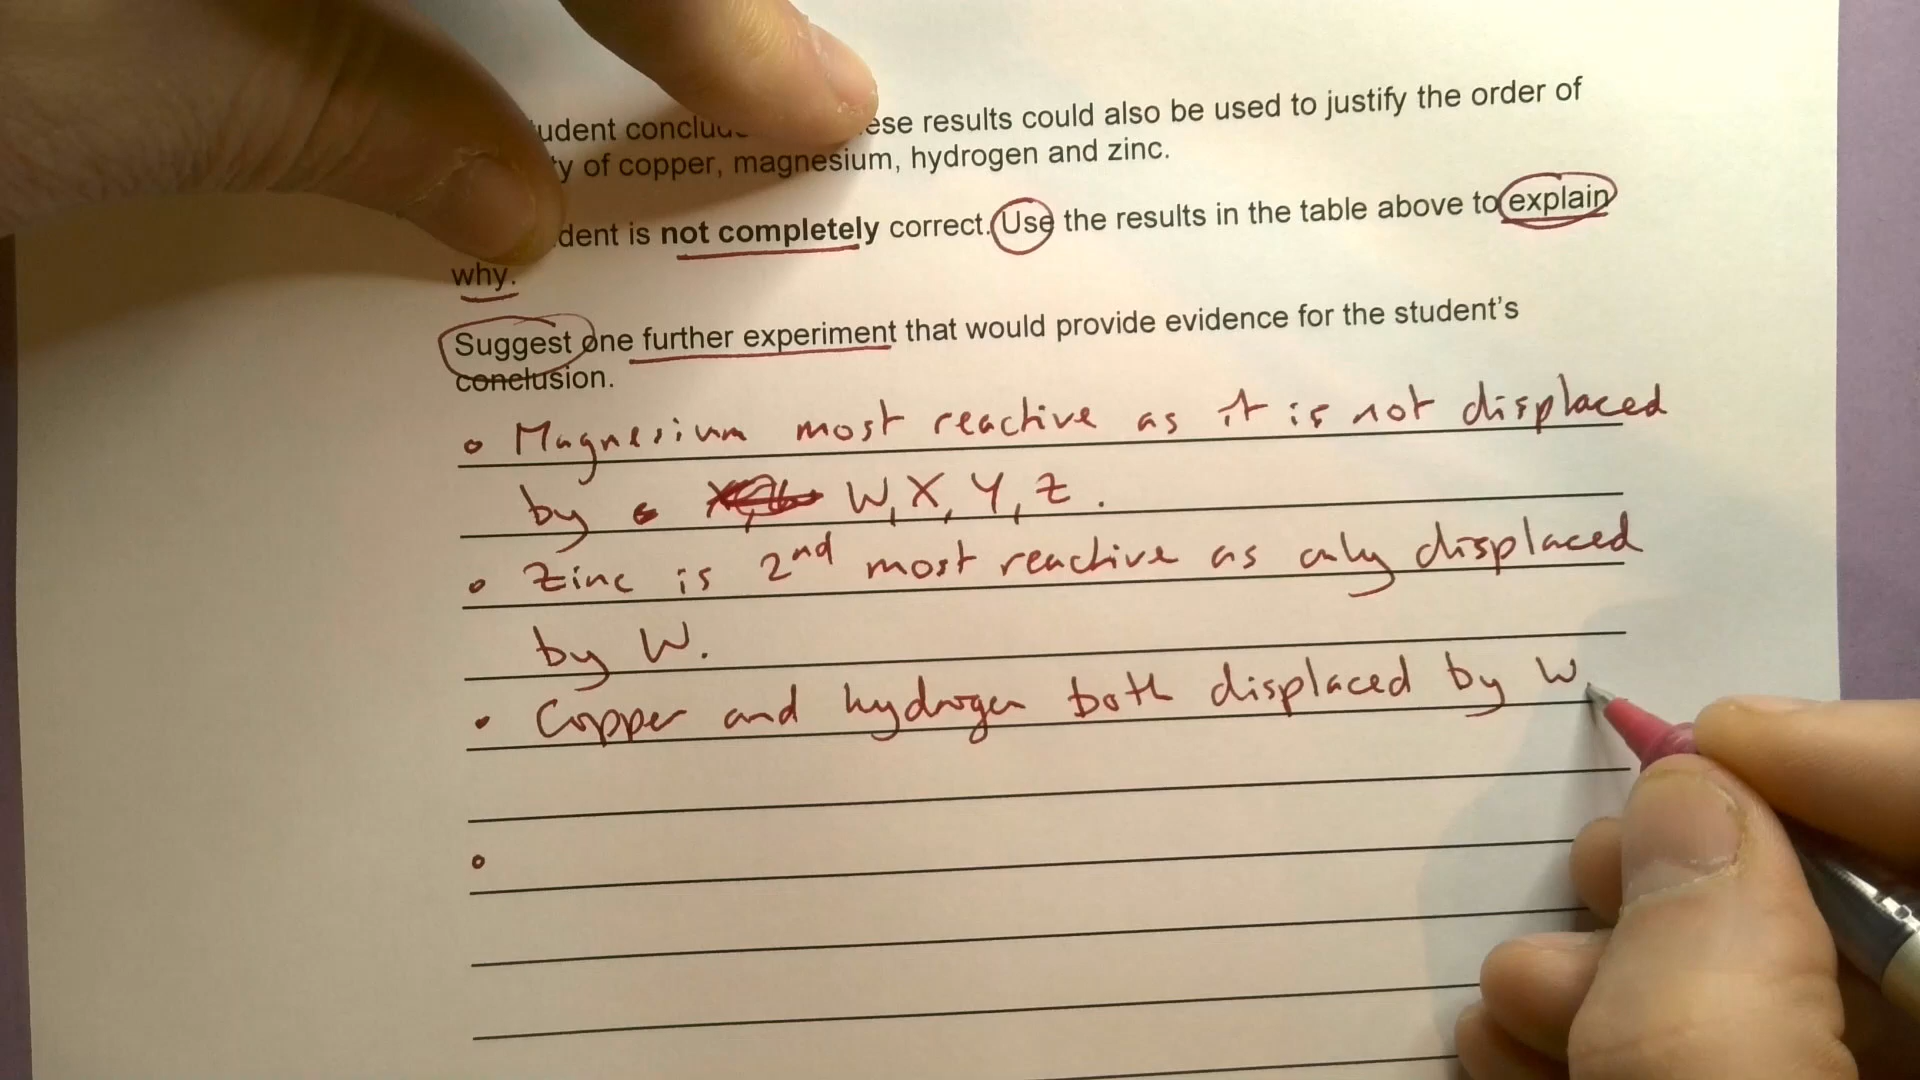 udent conclu ese results could also be used to justify the order of
y of copper, magnesium, hydrogen and zinc.
dent is not completely correct. Use the results in the table above to explain
why.
Suggest one further experiment that would provide evidence for the student's
conclusion.
• Magnesium most reactive as it is not displaced
by W, X, Y, Z.
• Zinc is 2nd most reactive as only displaced
by W.
• Copper and hydrogen both displaced by W,
•